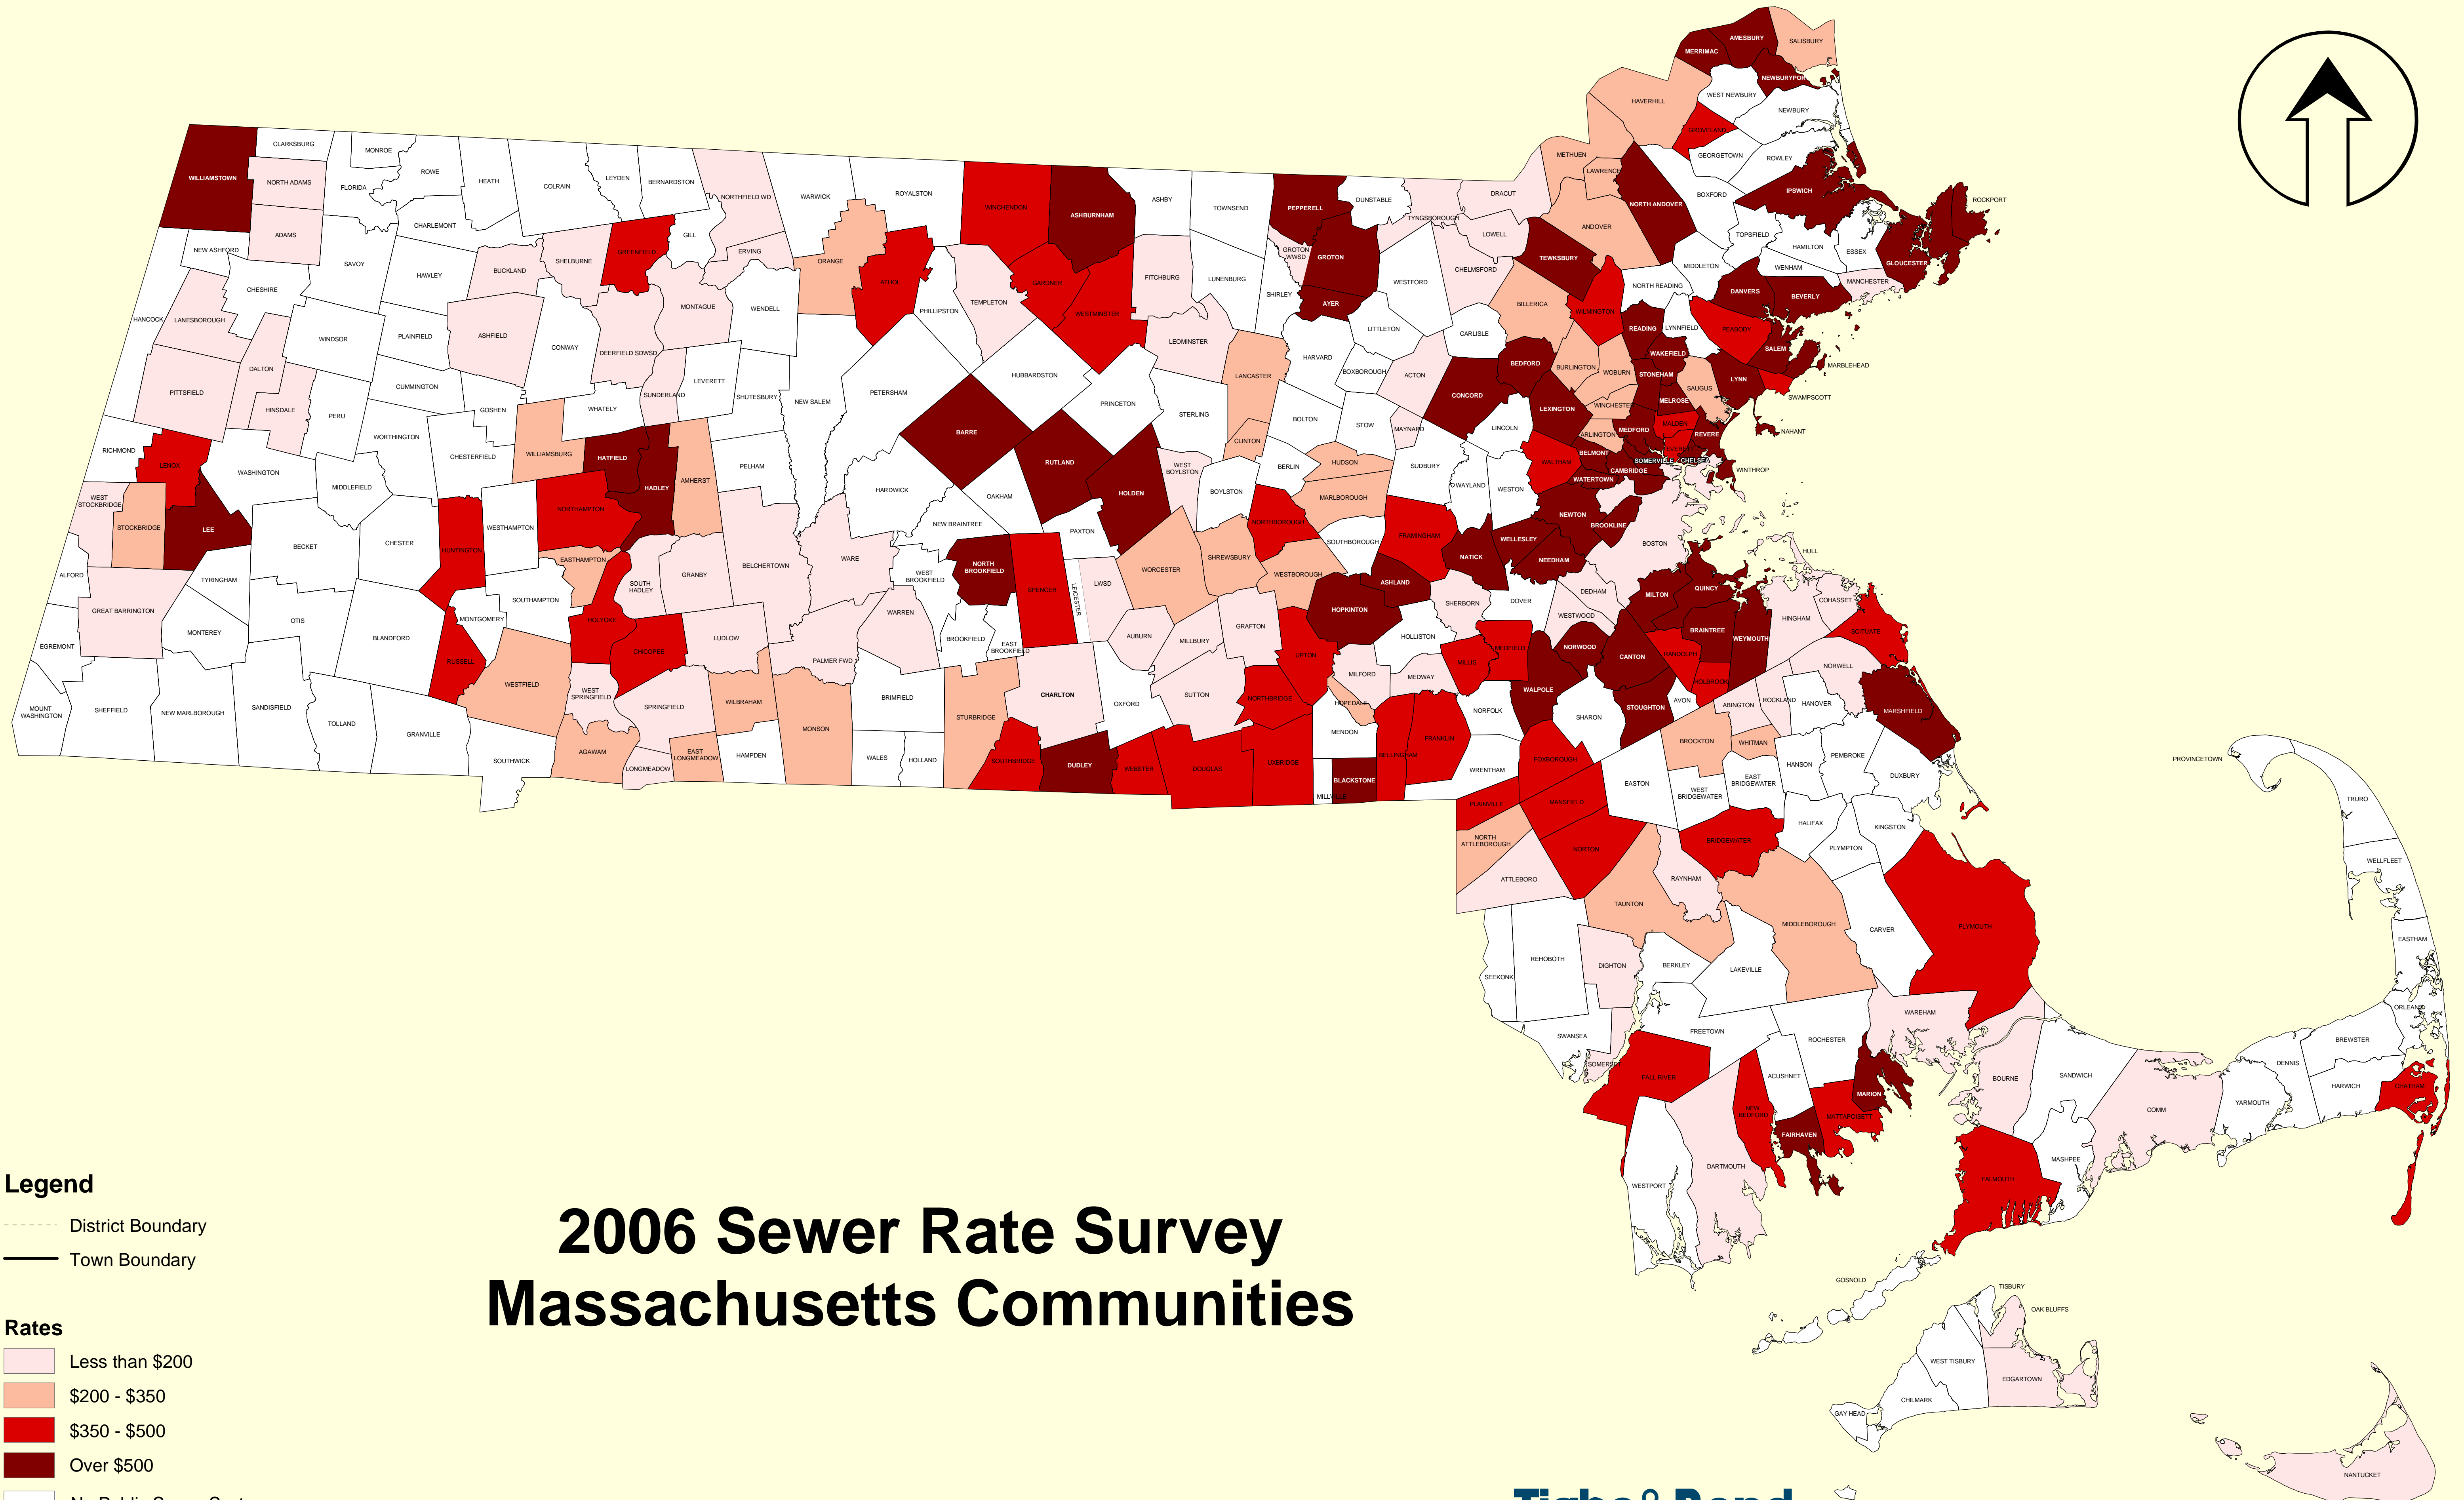 AMESBURY
SALISBURY
MERRIMAC
NEWBURYPOR
HAVERHILL
WEST NEWBURY
NEWBURY
GROVELAND
CLARKSBURG
MONROE
ROWE
HEATH
COLRAIN
LEYDEN
BERNARDSTON
METHUEN
LAWRENCE
GEORGETOWN
ROWLEY
WILLIAMSTOWN
NORTH ADAMS
FLORIDA
NORTHFIELD WD
WARWICK
ROYALSTON
WINCHENDON
ASHBURNHAM
ASHBY
TOWNSEND
PEPPERELL
DUNSTABLE
TYNGSBOROUGH
DRACUT
NORTH ANDOVER
BOXFORD
IPSWICH
ROCKPORT
ADAMS
CHARLEMONT
GILL
LOWELL
ANDOVER
TOPSFIELD
HAMILTON
ESSEX
NEW ASHFORD
SAVOY
HAWLEY
BUCKLAND
SHELBURNE
GREENFIELD
ERVING
ORANGE
ATHOL
GARDNER
FITCHBURG
LUNENBURG
GROTON
WWSD
GROTON
CHELMSFORD
TEWKSBURY
MIDDLETON
WENHAM
GLOUCESTER
MANCHESTER
CHESHIRE
MONTAGUE
WENDELL
PHILLIPSTON
TEMPLETON
WESTMINSTER
SHIRLEY
AYER
WESTFORD
BILLERICA
WILMINGTON
NORTH READING
DANVERS
BEVERLY
HANCOCK
LANESBOROUGH
WINDSOR
PLAINFIELD
ASHFIELD
CONWAY
DEERFIELD SDWSD
LEOMINSTER
LITTLETON
CARLISLE
READING
LYNNFIELD
PEABODY
SALEM
MARBLEHEAD
DALTON
HARVARD
BOXBOROUGH
ACTON
BEDFORD
BURLINGTON
WOBURN
WAKEFIELD
STONEHAM
LYNN
SAUGUS
SWAMPSCOTT
PITTSFIELD
HINSDALE
PERU
CUMMINGTON
GOSHEN
WHATELY
SUNDERLAND
LEVERETT
SHUTESBURY
NEW SALEM
PETERSHAM
HUBBARDSTON
PRINCETON
STERLING
LANCASTER
BOLTON
STOW
MAYNARD
CONCORD
LINCOLN
LEXINGTON
WINCHESTER
MELROSE
MALDEN
REVERE
NAHANT
RICHMOND
LENOX
WASHINGTON
MIDDLEFIELD
WORTHINGTON
CHESTERFIELD
WILLIAMSBURG
HATFIELD
HADLEY
AMHERST
PELHAM
BARRE
RUTLAND
HOLDEN
WEST
BOYLSTON
CLINTON
BERLIN
HUDSON
SUDBURY
WAYLAND
WESTON
WALTHAM
ARLINGTON
MEDFORD
BELMONT
SOMERVILLE
CHELSEA
CAMBRIDGE
WATERTOWN
WINTHROP
WEST
STOCKBRIDGE
STOCKBRIDGE
LEE
BECKET
CHESTER
HUNTINGTON
WESTHAMPTON
NORTHAMPTON
HARDWICK
OAKHAM
NEW BRAINTREE
PAXTON
BOYLSTON
NORTHBOROUGH
MARLBOROUGH
SOUTHBOROUGH
FRAMINGHAM
NATICK
WELLESLEY
NEWTON
BROOKLINE
NEEDHAM
BOSTON
HULL
ALFORD
TYRINGHAM
EASTHAMPTON
SOUTHAMPTON
SOUTH
HADLEY
GRANBY
BELCHERTOWN
WARE
WEST
BROOKFIELD
NORTH
BROOKFIELD
SPENCER
LEICESTER
LWSD
WORCESTER
SHREWSBURY
WESTBOROUGH
HOPKINTON
ASHLAND
SHERBORN
DOVER
DEDHAM
WESTWOOD
MILTON
QUINCY
HINGHAM
COHASSET
SCITUATE
GREAT BARRINGTON
MONTEREY
OTIS
BLANDFORD
MONTGOMERY
HOLYOKE
CHICOPEE
LUDLOW
PALMER FWD
WARREN
BROOKFIELD
EAST
BROOKFIELD
AUBURN
MILLBURY
GRAFTON
UPTON
HOLLISTON
MILLIS
MEDFIELD
NORWOOD
CANTON
RANDOLPH
BRAINTREE
WEYMOUTH
EGREMONT
RUSSELL
WESTFIELD
WEST
SPRINGFIELD
SPRINGFIELD
WILBRAHAM
MONSON
BRIMFIELD
STURBRIDGE
CHARLTON
OXFORD
SUTTON
NORTHBRIDGE
MILFORD
HOPEDALE
MEDWAY
NORFOLK
WALPOLE
SHARON
STOUGHTON
AVON
HOLBROOK
ABINGTON
ROCKLAND
NORWELL
HANOVER
MARSHFIELD
MOUNT
WASHINGTON
SHEFFIELD
NEW MARLBOROUGH
SANDISFIELD
TOLLAND
GRANVILLE
SOUTHWICK
AGAWAM
LONGMEADOW
EAST
LONGMEADOW
HAMPDEN
WALES
HOLLAND
SOUTHBRIDGE
DUDLEY
WEBSTER
DOUGLAS
UXBRIDGE
MENDON
BLACKSTONE
BELLINGHAM
FRANKLIN
WRENTHAM
FOXBOROUGH
EASTON
BROCKTON
WHITMAN
HANSON
PEMBROKE
DUXBURY
PLAINVILLE
MANSFIELD
WEST
BRIDGEWATER
EAST
BRIDGEWATER
HALIFAX
KINGSTON
PROVINCETOWN
TRURO
NORTH
ATTLEBOROUGH
NORTON
BRIDGEWATER
PLYMPTON
WELLFLEET
ATTLEBORO
TAUNTON
RAYNHAM
MIDDLEBOROUGH
CARVER
PLYMOUTH
EASTHAM
SEEKONK
REHOBOTH
DIGHTON
BERKLEY
LAKEVILLE
SWANSEA
FREETOWN
ROCHESTER
WAREHAM
ORLEANS
BREWSTER
DENNIS
SOMERSET
FALL RIVER
ACUSHNET
MARION
BOURNE
SANDWICH
HARWICH
CHATHAM
NEW
BEDFORD
MATTAPOISETT
FAIRHAVEN
COMM
YARMOUTH
WESTPORT
DARTMOUTH
MASHPEE
FALMOUTH
Legend
District Boundary
Town Boundary
2006 Sewer Rate Survey
Massachusetts Communities
GOSNOLD
TISBURY
OAK BLUFFS
WEST TISBURY
EDGARTOWN
CHILMARK
GAY HEAD
NANTUCKET
Rates
Less than $200
$200 - $350
$350 - $500
Over $500